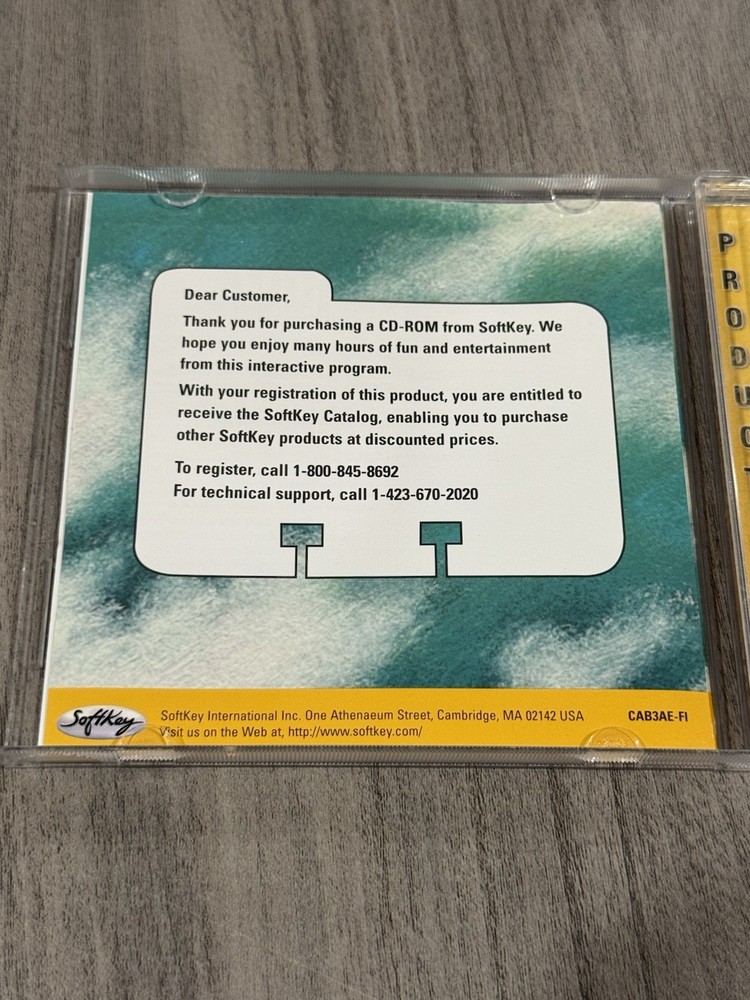 Dear Customer,
Thank you for purchasing a CD-ROM from SoftKey. We
hope you enjoy many hours of fun and entertainment
from this interactive program.
With your registration of this product, you are entitled to
receive the SoftKey Catalog, enabling you to purchase
other SoftKey products at discounted prices.
To register, call 1-800-845-8692
For technical support, call 1-423-670-2020
SoftKey
SoftKey International Inc. One Athenaeum Street, Cambridge, MA 02142 USA
Visit us on the Web at, http://www.softkey.com/
CAB3AE-FI
PRODUCT